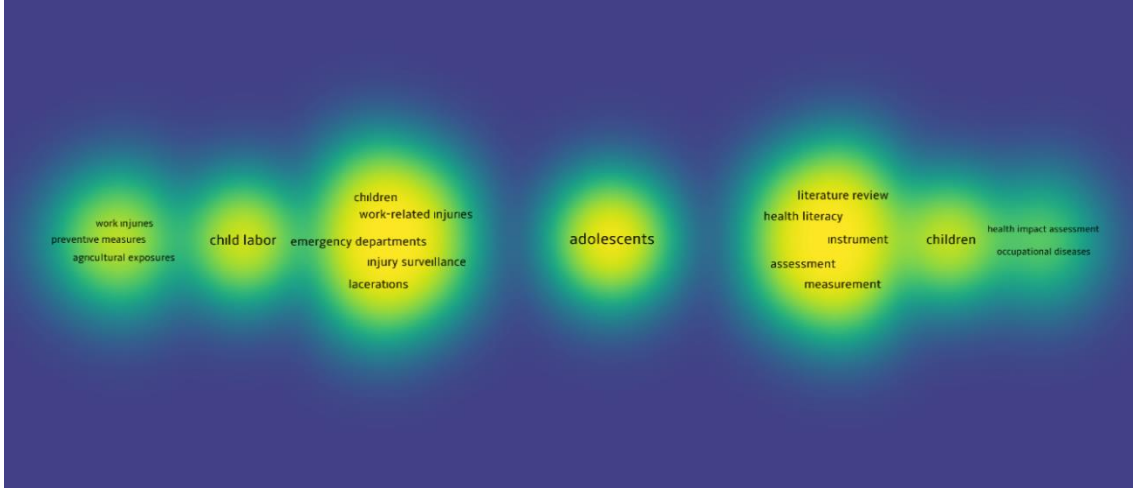 work injuries
preventive measures
agricultural exposures
child labor
children
work-related injuries
emergency departments
injury surveillance
lacerations
adolescents
literature review
health literacy
instrument
assessment
measurement
children
health impact assessment
occupational diseases